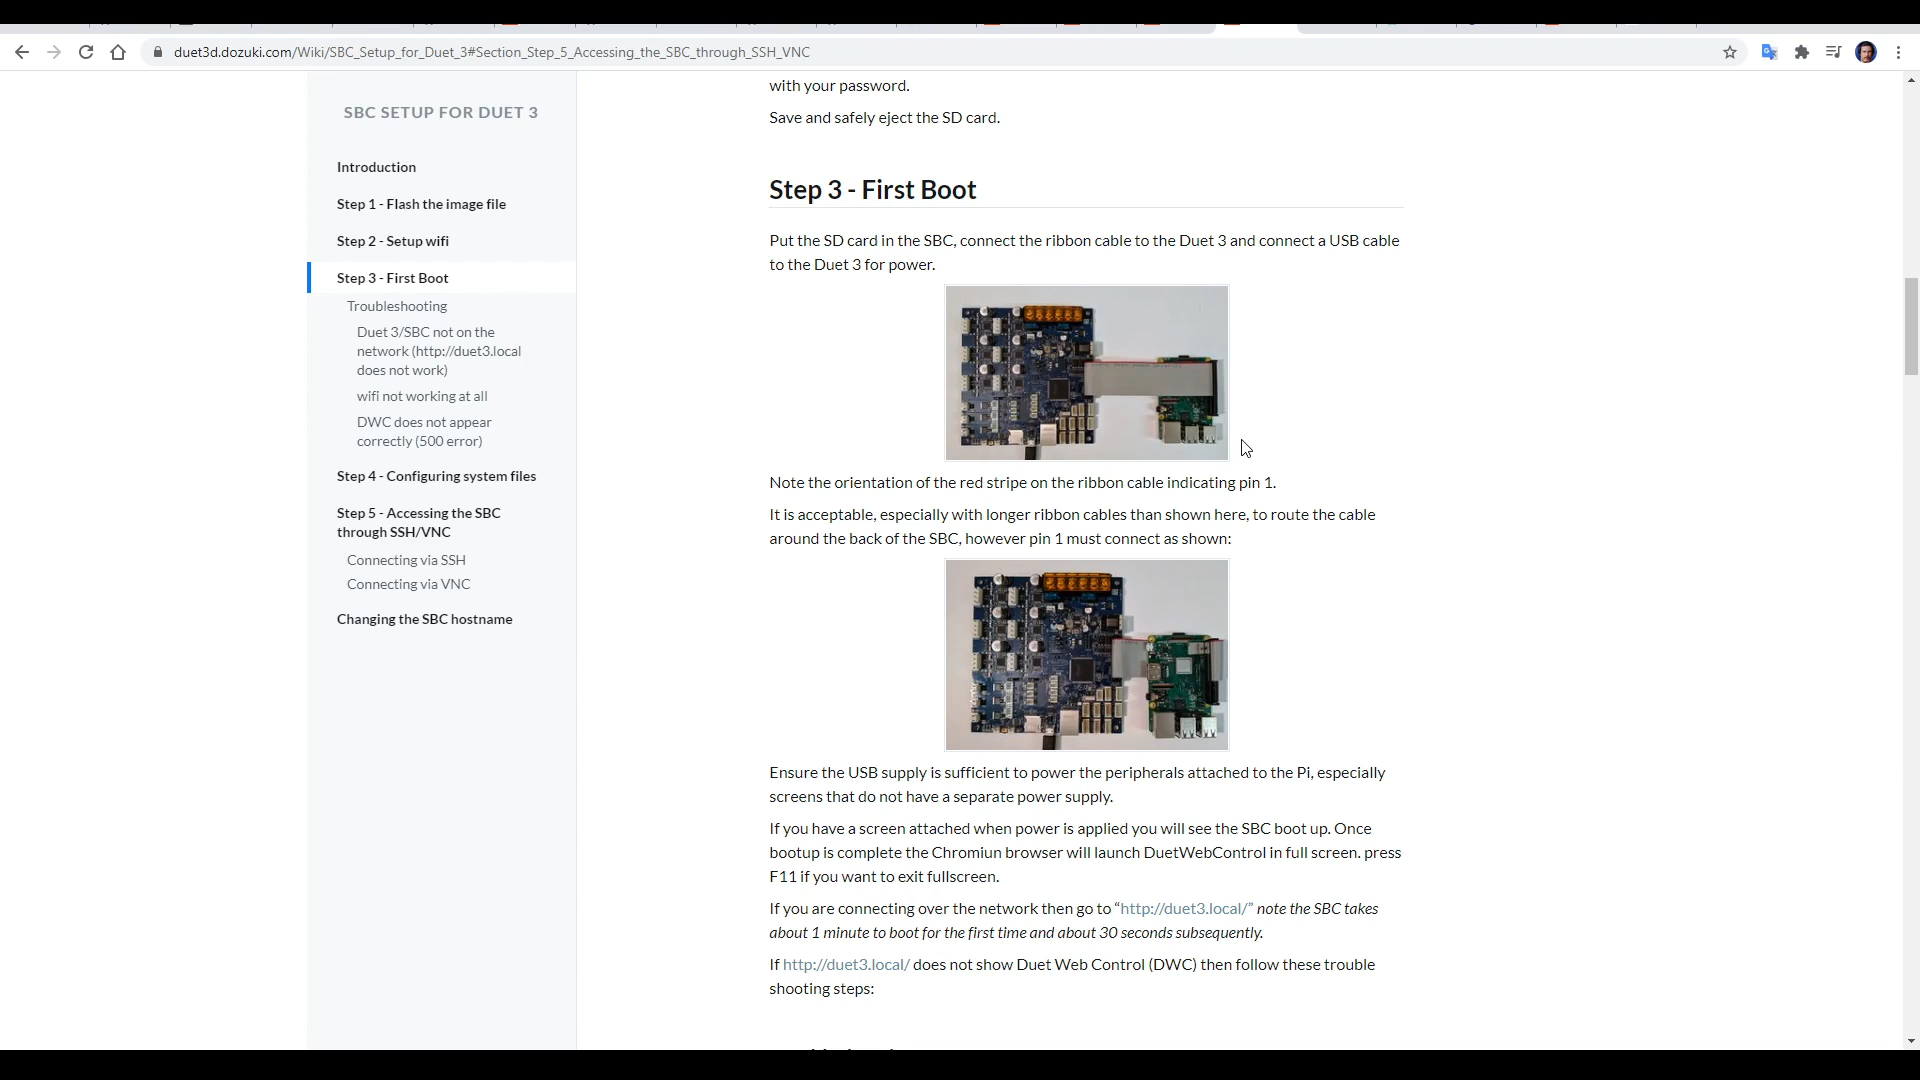 duet3d.dozuki.com/Wiki/SBC_Setup_for_Duet_3#Section_Step_5_Accessing_the_SBC_through_SSH_VNC
SBC SETUP FOR DUET 3
Introduction
Step 1 - Flash the image file
Step 2 - Setup wifi
Step 3 - First Boot
Troubleshooting
Duet 3/SBC not on the
network (http://duet3.local
does not work)
wifi not working at all
DWC does not appear
correctly (500 error)
Step 4 - Configuring system files
Step 5 - Accessing the SBC
through SSH/VNC
Connecting via SSH
Connecting via VNC
Changing the SBC hostname
with your password.
Save and safely eject the SD card.
Step 3 - First Boot
Put the SD card in the SBC, connect the ribbon cable to the Duet 3 and connect a USB cable
to the Duet 3 for power.
Note the orientation of the red stripe on the ribbon cable indicating pin 1.
It is acceptable, especially with longer ribbon cables than shown here, to route the cable
around the back of the SBC, however pin 1 must connect as shown:
Ensure the USB supply is sufficient to power the peripherals attached to the Pi, especially
screens that do not have a separate power supply.
If you have a screen attached when power is applied you will see the SBC boot up. Once
bootup is complete the Chromiun browser will launch DuetWebControl in full screen. press
F11 if you want to exit fullscreen.
If you are connecting over the network then go to “http://duet3.local/” note the SBC takes
about 1 minute to boot for the first time and about 30 seconds subsequently.
If http://duet3.local/ does not show Duet Web Control (DWC) then follow these trouble
shooting steps: